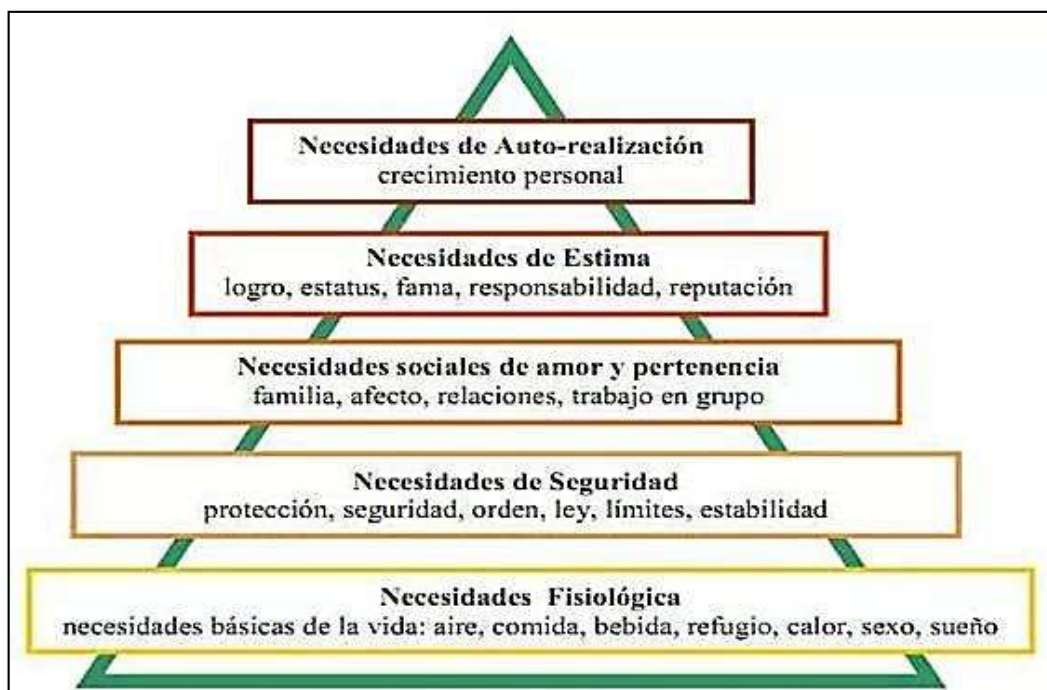 Necesidades de Auto-realización
crecimiento personal
Necesidades de Estima
logro, estatus, fama, responsabilidad, reputación
Necesidades sociales de amor y pertenencia
familia, afecto, relaciones, trabajo en grupo
Necesidades de Seguridad
protección, seguridad, orden, ley, límites, estabilidad
Necesidades Fisiológica
necesidades básicas de la vida: aire, comida, bebida, refugio, calor, sexo, sueño